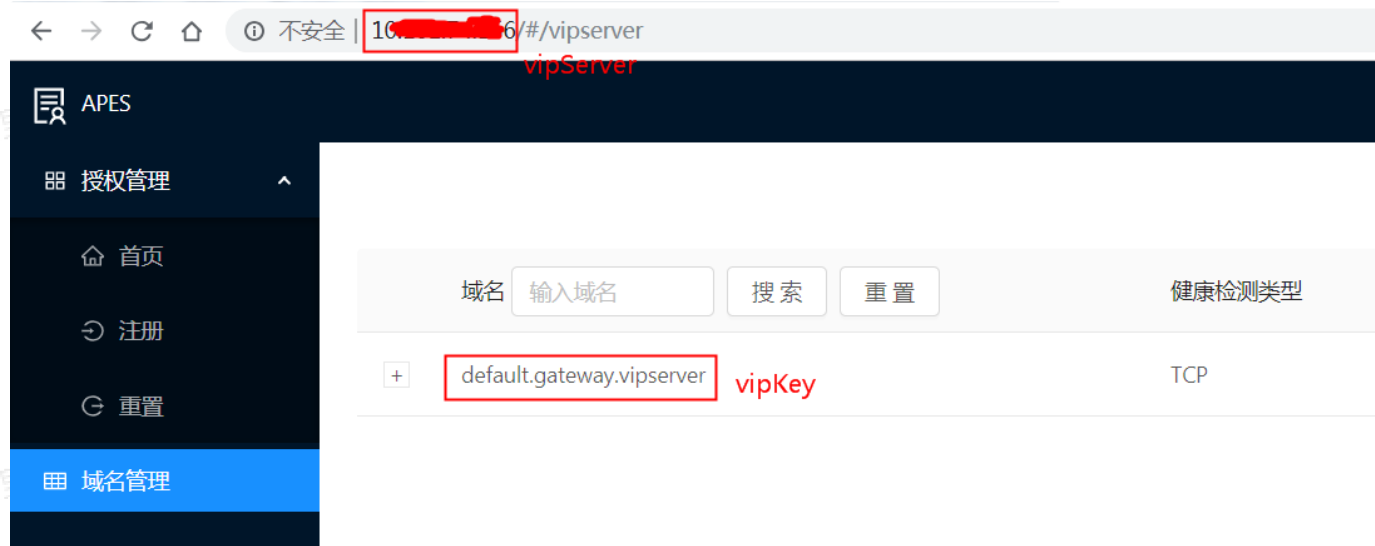 不安全 | 10 6/#/vipserver
vipServer
APES
授权管理
首页
注册
重置
域名管理
域名 输入域名 搜 索 重 置 健康检测类型
+ default.gateway.vipserver vipKey TCP